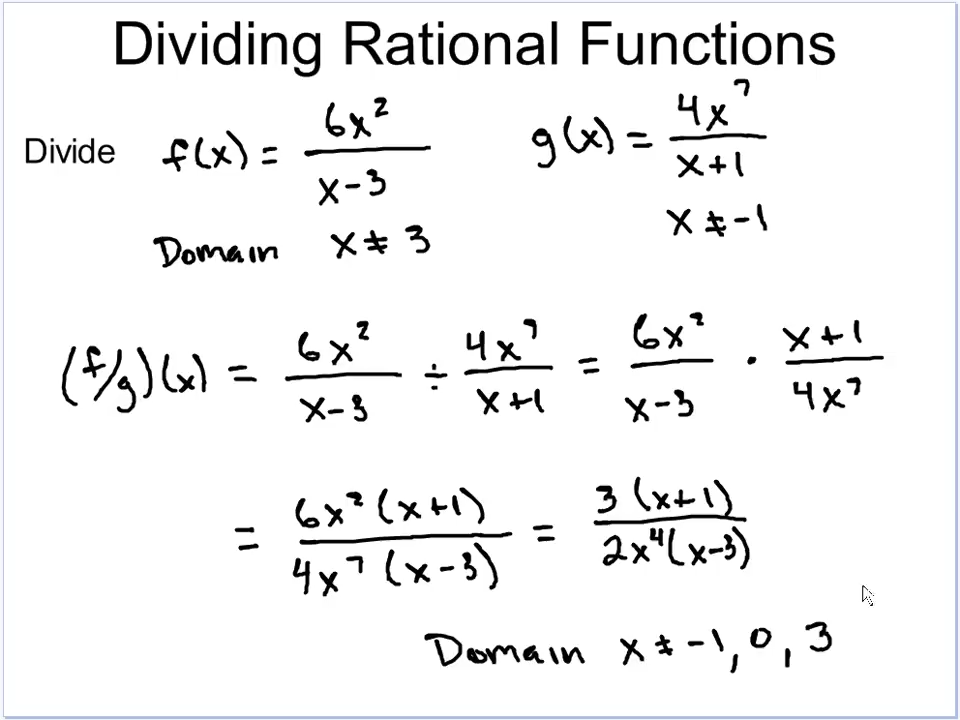 Dividing Rational Functions
Divide f(x) = 6x²/(x-3) g(x) = 4x⁷/(x+1)
Domain x ≠ 3 x ≠ -1
(f/g)(x) = 6x²/(x-3) ÷ 4x⁷/(x+1) = 6x²/(x-3) · (x+1)/4x⁷
= 6x²(x+1)/4x⁷(x-3) = 3(x+1)/2x⁴(x-3)
Domain x ≠ -1, 0, 3